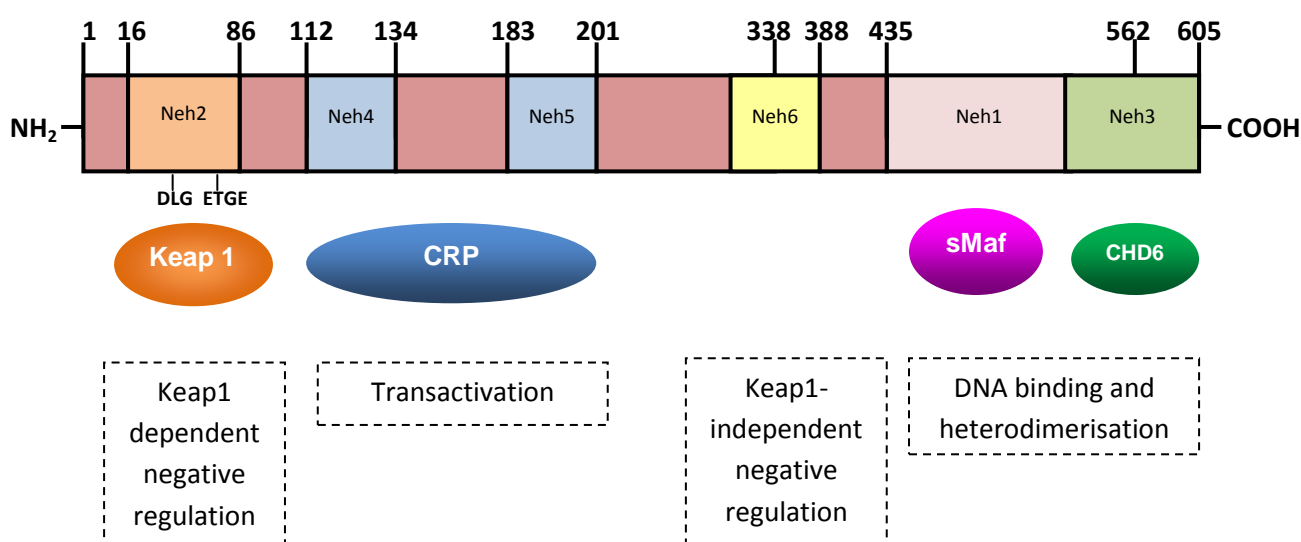 1 16 86 112 134 183 201 338 388 435 562 605
NH₂ Neh2 Neh4 Neh5 Neh6 Neh1 Neh3 COOH
DLG ETGE
Keap 1 CRP sMaf CHD6
Keap1
dependent
negative
regulation
Transactivation
Keap1-
independent
negative
regulation
DNA binding and
heterodimerisation